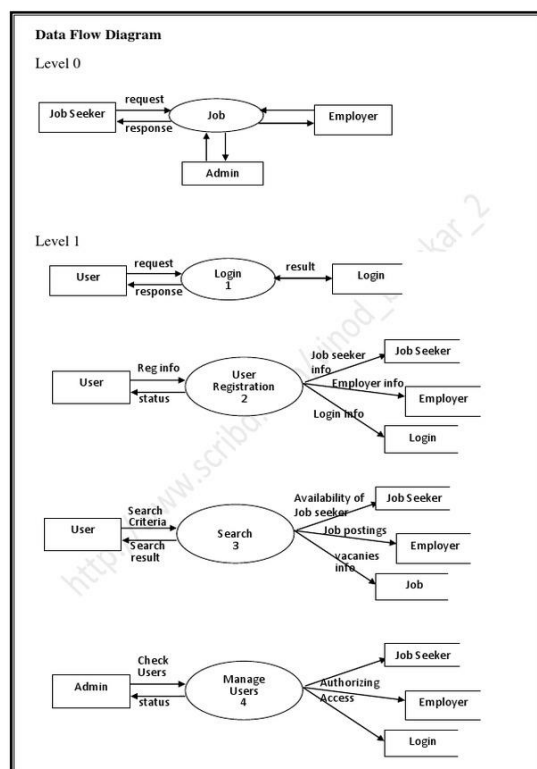 Data Flow Diagram
Level 0
request
Job Seeker
Job
Employer
response
Admin
Level 1
request
User
Login
1
result
Login
response
Reg info
User
status
User
Registration
2
Job seeker
info
Job Seeker
Employer info
Employer
Login info
Login
Search
Criteria
User
Search
result
Search
3
Availability of
Job seeker
Job Seeker
Job postings
Employer
vacanies
info
Job
Check
Users
Admin
status
Manage
Users
4
Job Seeker
Authorizing
Access
Employer
Login